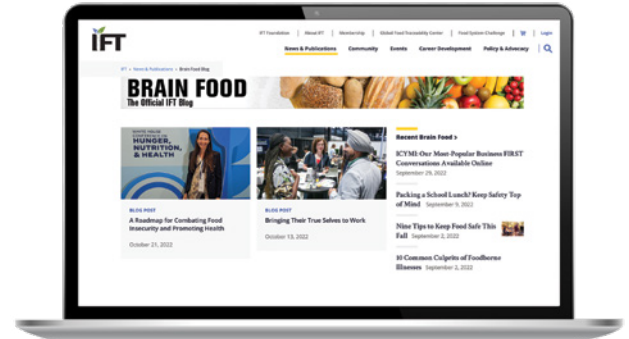 IFT Foundation | About IFT | Membership | Global Food Traceability Center | Food System Challenge | Login
IFT
News & Publications Community Events Career Development Policy & Advocacy
IFT > News & Publications > Brain Food Blog
BRAIN FOOD
The Official IFT Blog
WHITE HOUSE
CONFERENCE ON
HUNGER,
NUTRITION,
& HEALTH
BLOG POST
A Roadmap for Combating Food
Insecurity and Promoting Health
October 21, 2022
BLOG POST
Bringing Their True Selves to Work
October 13, 2022
Recent Brain Food >
ICYMI: Our Most-Popular Business FIRST
Conversations Available Online
September 29, 2022
Packing a School Lunch? Keep Safety Top
of Mind September 9, 2022
Nine Tips to Keep Food Safe This
Fall September 2, 2022
10 Common Culprits of Foodborne
Illnesses September 2, 2022